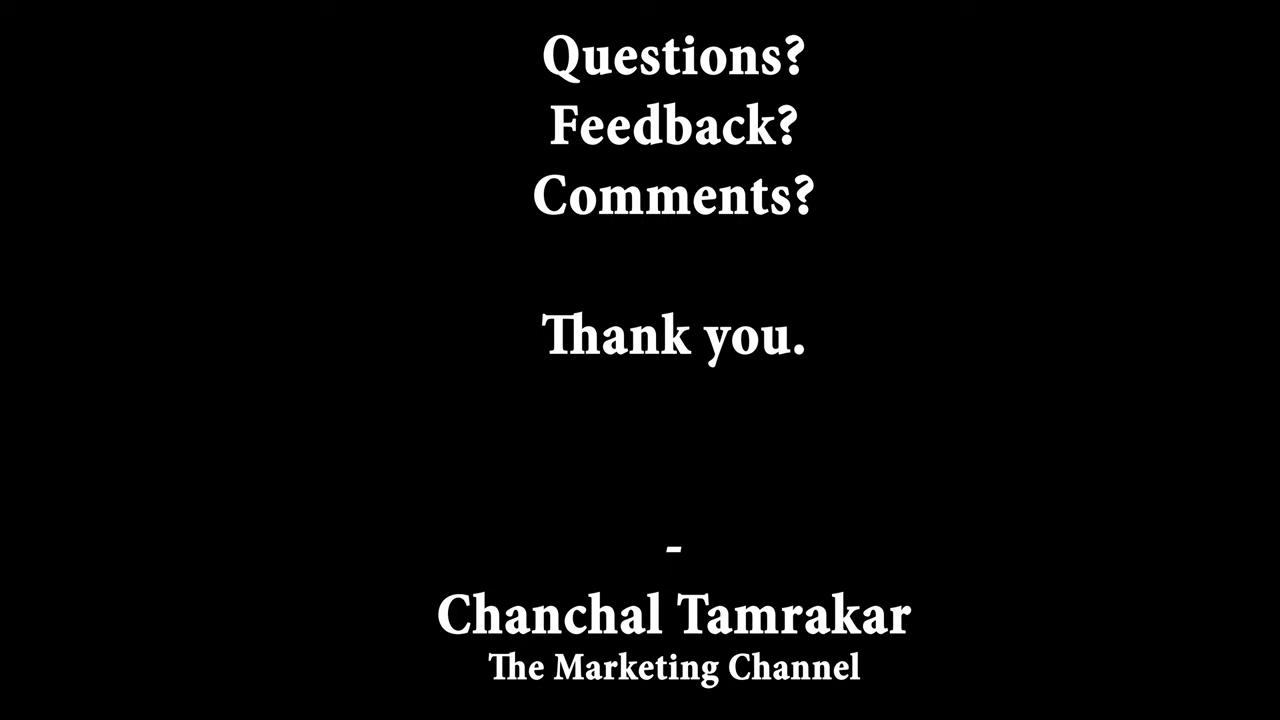 Questions?
Feedback?
Comments?
Thank you.
-
Chanchal Tamrakar
The Marketing Channel